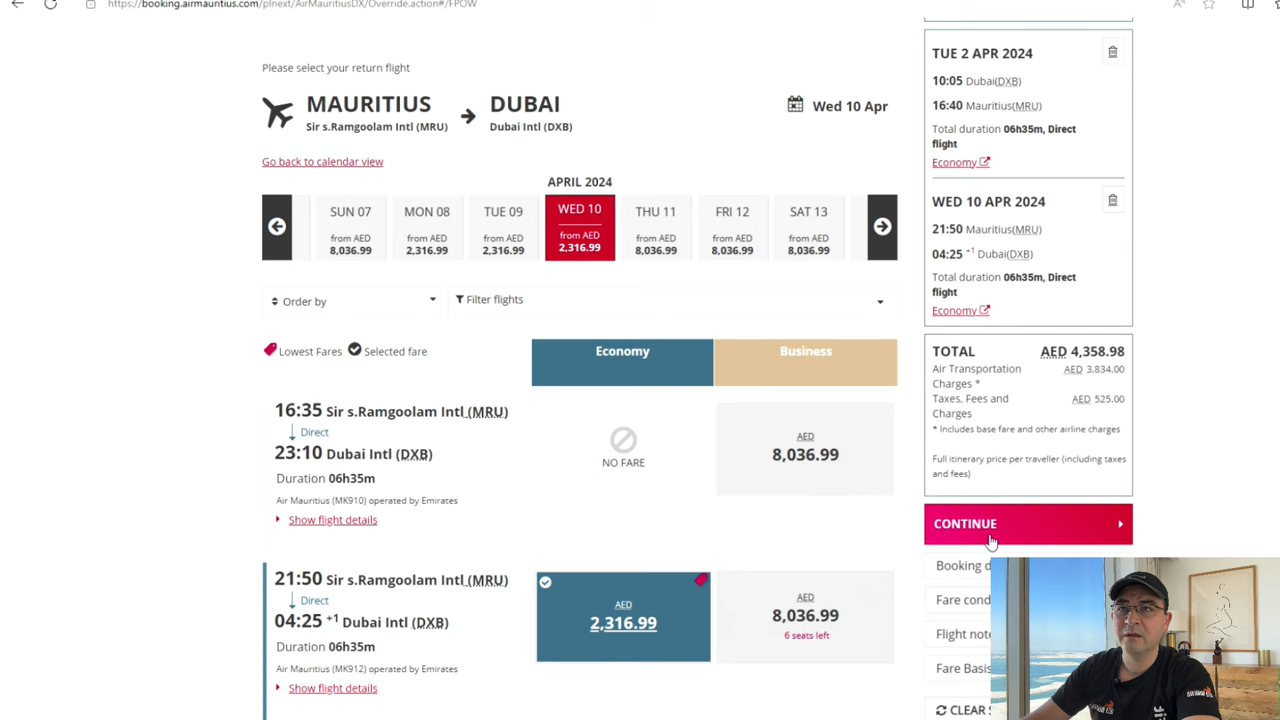 https://booking.airmauritius.com/plnext/AirMauritiusDX/Override.action#/FPOW
Please select your return flight
MAURITIUS
Sir s.Ramgoolam Intl (MRU)
DUBAI
Dubai Intl (DXB)
Wed 10 Apr
Go back to calendar view
APRIL 2024
SUN 07
from AED
8,036.99
MON 08
from AED
2,316.99
TUE 09
from AED
2,316.99
WED 10
from AED
2,316.99
THU 11
from AED
8,036.99
FRI 12
from AED
8,036.99
SAT 13
from AED
8,036.99
Order by
Filter flights
Lowest Fares
Selected fare
Economy
Business
16:35 Sir s.Ramgoolam Intl (MRU)
Direct
23:10 Dubai Intl (DXB)
Duration 06h35m
Air Mauritius (MK910) operated by Emirates
Show flight details
NO FARE
AED
8,036.99
21:50 Sir s.Ramgoolam Intl (MRU)
Direct
04:25 +1 Dubai Intl (DXB)
Duration 06h35m
Air Mauritius (MK912) operated by Emirates
Show flight details
AED
2,316.99
AED
8,036.99
6 seats left
TUE 2 APR 2024
10:05 Dubai(DXB)
16:40 Mauritius(MRU)
Total duration 06h35m, Direct
flight
Economy
WED 10 APR 2024
21:50 Mauritius(MRU)
04:25 +1 Dubai(DXB)
Total duration 06h35m, Direct
flight
Economy
TOTAL AED 4,358.98
Air Transportation AED 3,834.00
Charges *
Taxes, Fees and AED 525.00
Charges
* Includes base fare and other airline charges
Full itinerary price per traveller (including taxes
and fees)
CONTINUE
Booking d
Fare cond
Flight note
Fare Basis
CLEAR S